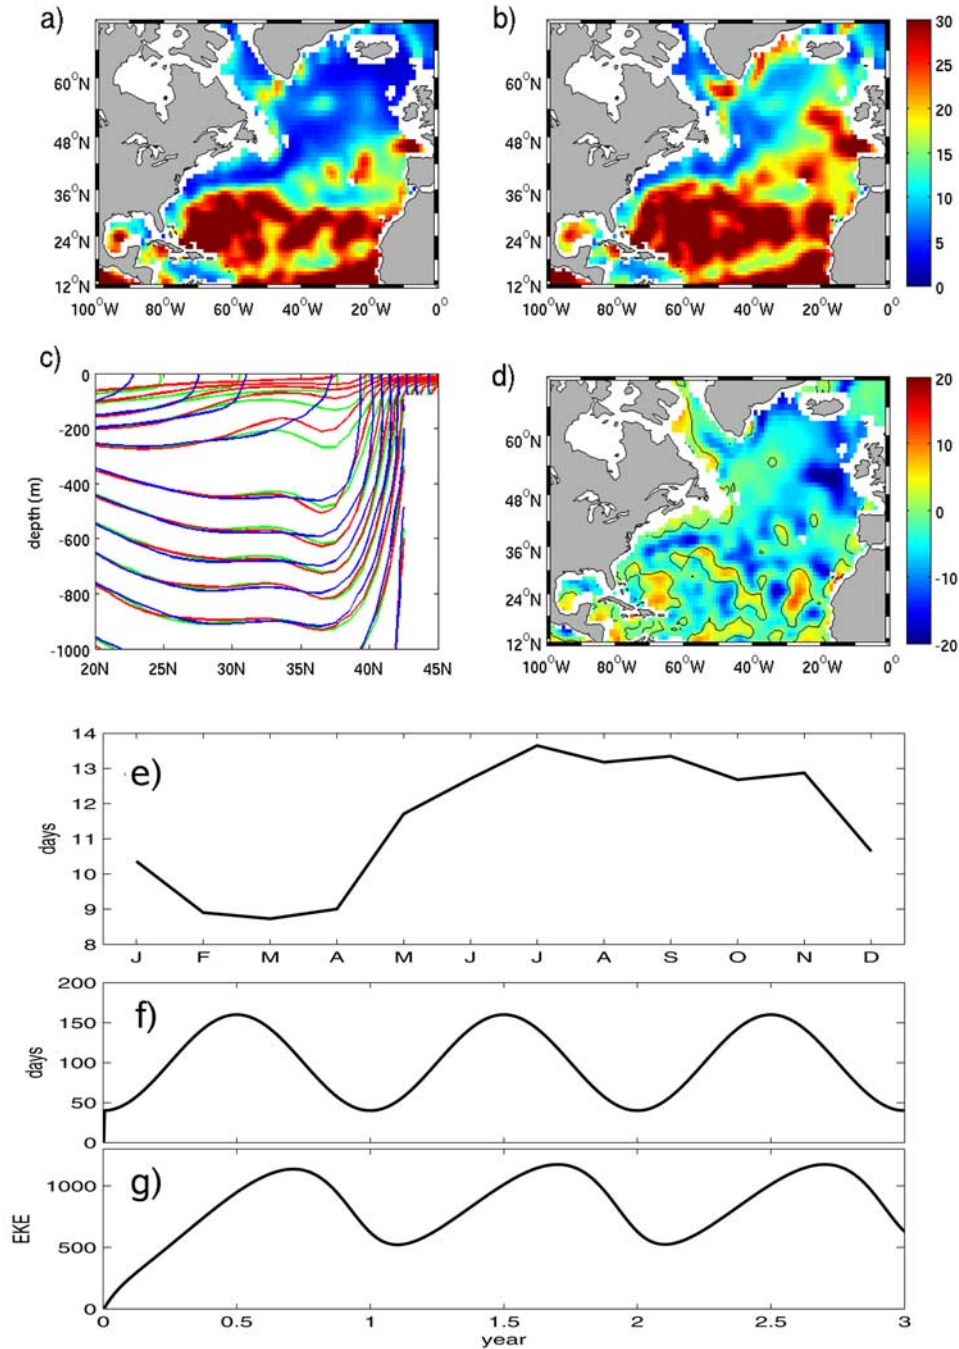 a)
b)
60°N
48°N
36°N
24°N
12°N
100°W 80°W 60°W 40°W 20°W 0°
60°N
48°N
36°N
24°N
12°N
100°W 80°W 60°W 40°W 20°W 0°
30
25
20
15
10
5
0
c)
depth (m)
0
-200
-400
-600
-800
-1000
20N 25N 30N 35N 40N 45N
d)
60°N
48°N
36°N
24°N
12°N
100°W 80°W 60°W 40°W 20°W 0°
20
10
0
-10
-20
e)
days
14
13
12
11
10
9
8
J F M A M J J A S O N D
f)
days
200
150
100
50
0
g)
EKE
1000
500
0
0 0.5 1 1.5 2 2.5 3
year